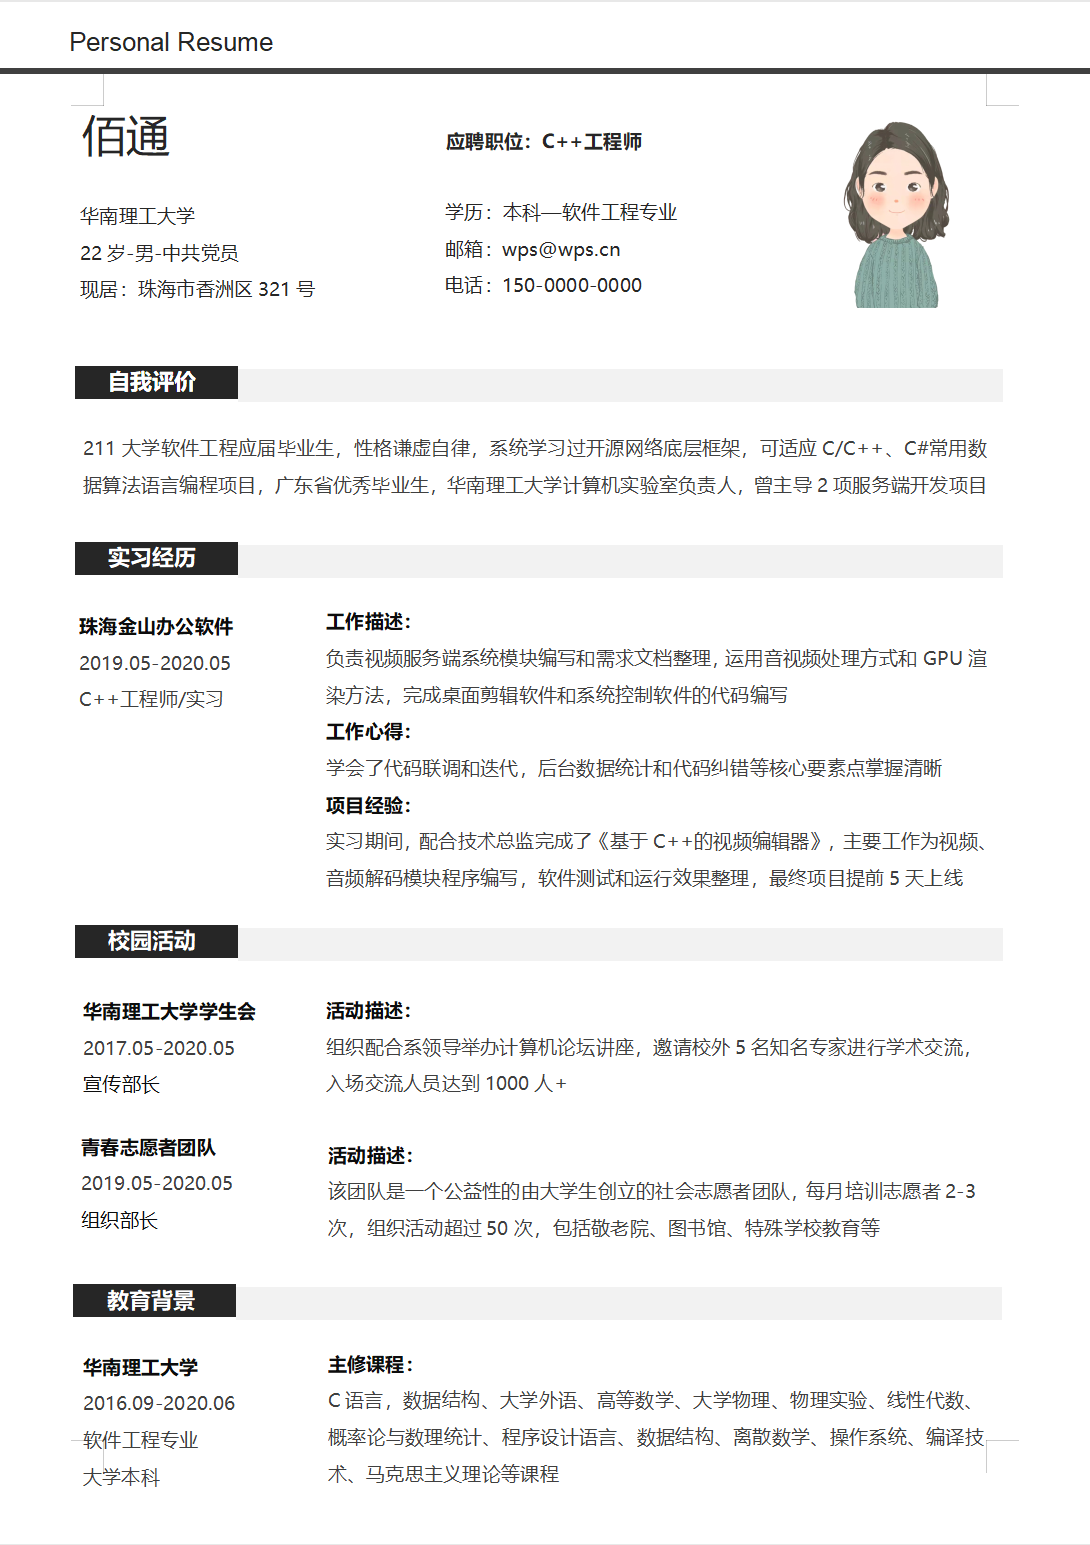 Personal Resume
佰通
应聘职位：C++工程师
华南理工大学
22 岁-男-中共党员
现居：珠海市香洲区 321 号
学历：本科—软件工程专业
邮箱：wps@wps.cn
电话：150-0000-0000
自我评价
211 大学软件工程应届毕业生，性格谦虚自律，系统学习过开源网络底层框架，可适应 C/C++、C#常用数
据算法语言编程项目，广东省优秀毕业生，华南理工大学计算机实验室负责人，曾主导 2 项服务端开发项目
实习经历
珠海金山办公软件
2019.05-2020.05
C++工程师/实习
工作描述：
负责视频服务端系统模块编写和需求文档整理，运用音视频处理方式和 GPU 渲
染方法，完成桌面剪辑软件和系统控制软件的代码编写
工作心得：
学会了代码联调和迭代，后台数据统计和代码纠错等核心要素点掌握清晰
项目经验：
实习期间，配合技术总监完成了《基于 C++的视频编辑器》，主要工作为视频、
音频解码模块程序编写，软件测试和运行效果整理，最终项目提前 5 天上线
校园活动
华南理工大学学生会
2017.05-2020.05
宣传部长
活动描述：
组织配合系领导举办计算机论坛讲座，邀请校外 5 名知名专家进行学术交流，
入场交流人员达到 1000 人+
青春志愿者团队
2019.05-2020.05
组织部长
活动描述：
该团队是一个公益性的由大学生创立的社会志愿者团队，每月培训志愿者 2-3
次，组织活动超过 50 次，包括敬老院、图书馆、特殊学校教育等
教育背景
华南理工大学
2016.09-2020.06
软件工程专业
大学本科
主修课程：
C 语言，数据结构、大学外语、高等数学、大学物理、物理实验、线性代数、
概率论与数理统计、程序设计语言、数据结构、离散数学、操作系统、编译技
术、马克思主义理论等课程